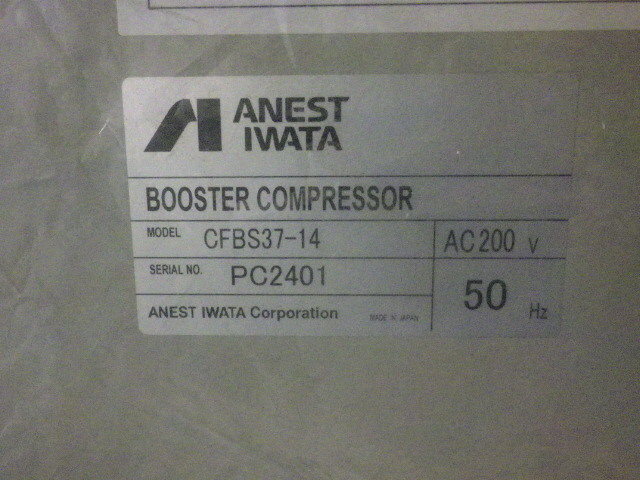 ANEST
IWATA
BOOSTER COMPRESSOR
MODEL CFBS37-14
AC200 V
SERIAL NO. PC2401
50 Hz
ANEST IWATA Corporation MADE IN JAPAN